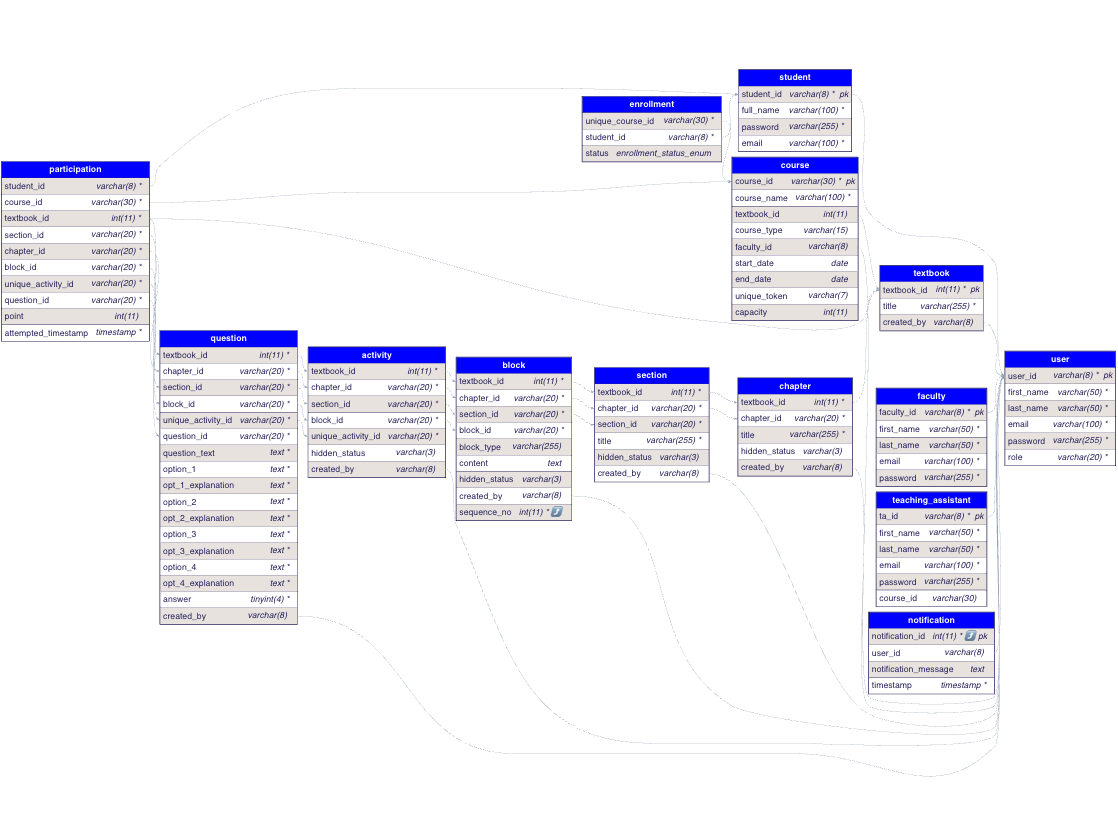 student
student_id varchar(8) * pk
full_name varchar(100) *
password varchar(255) *
email varchar(100) *
enrollment
unique_course_id varchar(30) *
student_id varchar(8) *
status enrollment_status_enum
course
course_id varchar(30) * pk
course_name varchar(100) *
textbook_id int(11)
course_type varchar(15)
faculty_id varchar(8)
start_date date
end_date date
unique_token varchar(7)
capacity int(11)
participation
student_id varchar(8) *
course_id varchar(30) *
textbook_id int(11) *
section_id varchar(20) *
chapter_id varchar(20) *
block_id varchar(20) *
unique_activity_id varchar(20) *
question_id varchar(20) *
point int(11)
attempted_timestamp timestamp *
textbook
textbook_id int(11) * pk
title varchar(255) *
created_by varchar(8)
question
textbook_id int(11) *
chapter_id varchar(20) *
section_id varchar(20) *
block_id varchar(20) *
unique_activity_id varchar(20) *
question_id varchar(20) *
question_text text *
option_1 text *
opt_1_explanation text *
option_2 text *
opt_2_explanation text *
option_3 text *
opt_3_explanation text *
option_4 text *
opt_4_explanation text *
answer tinyint(4) *
created_by varchar(8)
activity
textbook_id int(11) *
chapter_id varchar(20) *
section_id varchar(20) *
block_id varchar(20) *
unique_activity_id varchar(20) *
hidden_status varchar(3)
created_by varchar(8)
block
textbook_id int(11) *
chapter_id varchar(20) *
section_id varchar(20) *
block_id varchar(20) *
block_type varchar(255)
content text
hidden_status varchar(3)
created_by varchar(8)
sequence_no int(11) *
section
textbook_id int(11) *
chapter_id varchar(20) *
section_id varchar(20) *
title varchar(255) *
hidden_status varchar(3)
created_by varchar(8)
chapter
textbook_id int(11) *
chapter_id varchar(20) *
title varchar(255) *
hidden_status varchar(3)
created_by varchar(8)
user
user_id varchar(8) * pk
first_name varchar(50) *
last_name varchar(50) *
email varchar(100) *
password varchar(255) *
role varchar(20) *
faculty
faculty_id varchar(8) * pk
first_name varchar(50) *
last_name varchar(50) *
email varchar(100) *
password varchar(255) *
teaching_assistant
ta_id varchar(8) * pk
first_name varchar(50) *
last_name varchar(50) *
email varchar(100) *
password varchar(255) *
course_id varchar(30)
notification
notification_id int(11) * pk
user_id varchar(8)
notification_message text
timestamp timestamp *